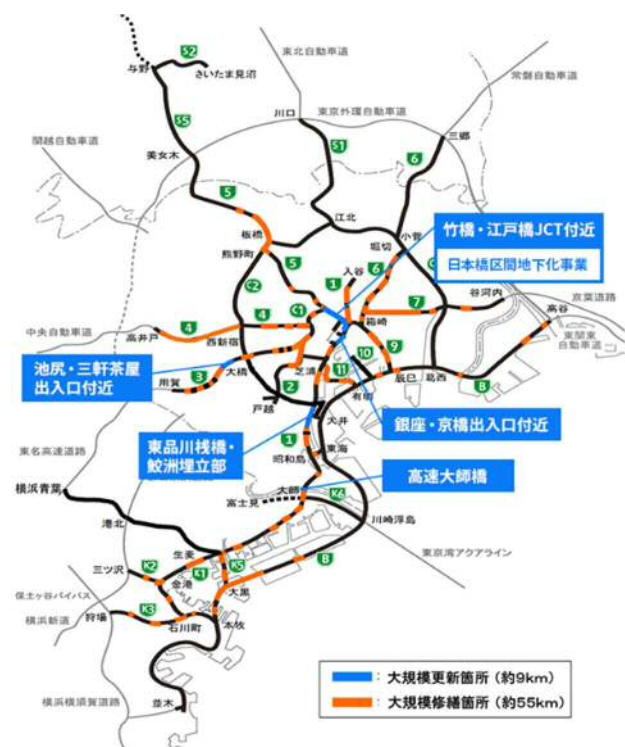 S2
与野
さいたま見沼
東北自動車道
常磐自動車道
S5
川口
東京外環自動車道
三郷
関越自動車道
美女木
S1
6
5
江北
板橋
小菅
堀切
熊野町
竹橋・江戸橋JCT付近
日本橋区間地下化事業
5
1
入谷
6
C2
C1
7
谷河内
京葉道路
高谷
中央自動車道
高井戸
4
4
西新宿
箱崎
東関東
自動車道
池尻・三軒茶屋
出入口付近
3
用賀
大橋
芝浦
10
9
11
辰巳
葛西
B
2
戸越
有明
大井
銀座・京橋出入口付近
東品川桟橋・
鮫洲埋立部
1
東海
昭和島
東名高速道路
高速大師橋
横浜青葉
大師
富士見
K6
港北
川崎浮島
生麦
東京湾アクアライン
三ツ沢
K2
K1
K5
B
金港
大黒
保土ヶ谷バイパス
K3
横浜新道
狩場
石川町
本牧
横浜横須賀道路
並木
：大規模更新箇所（約9km）
：大規模修繕箇所（約55km）